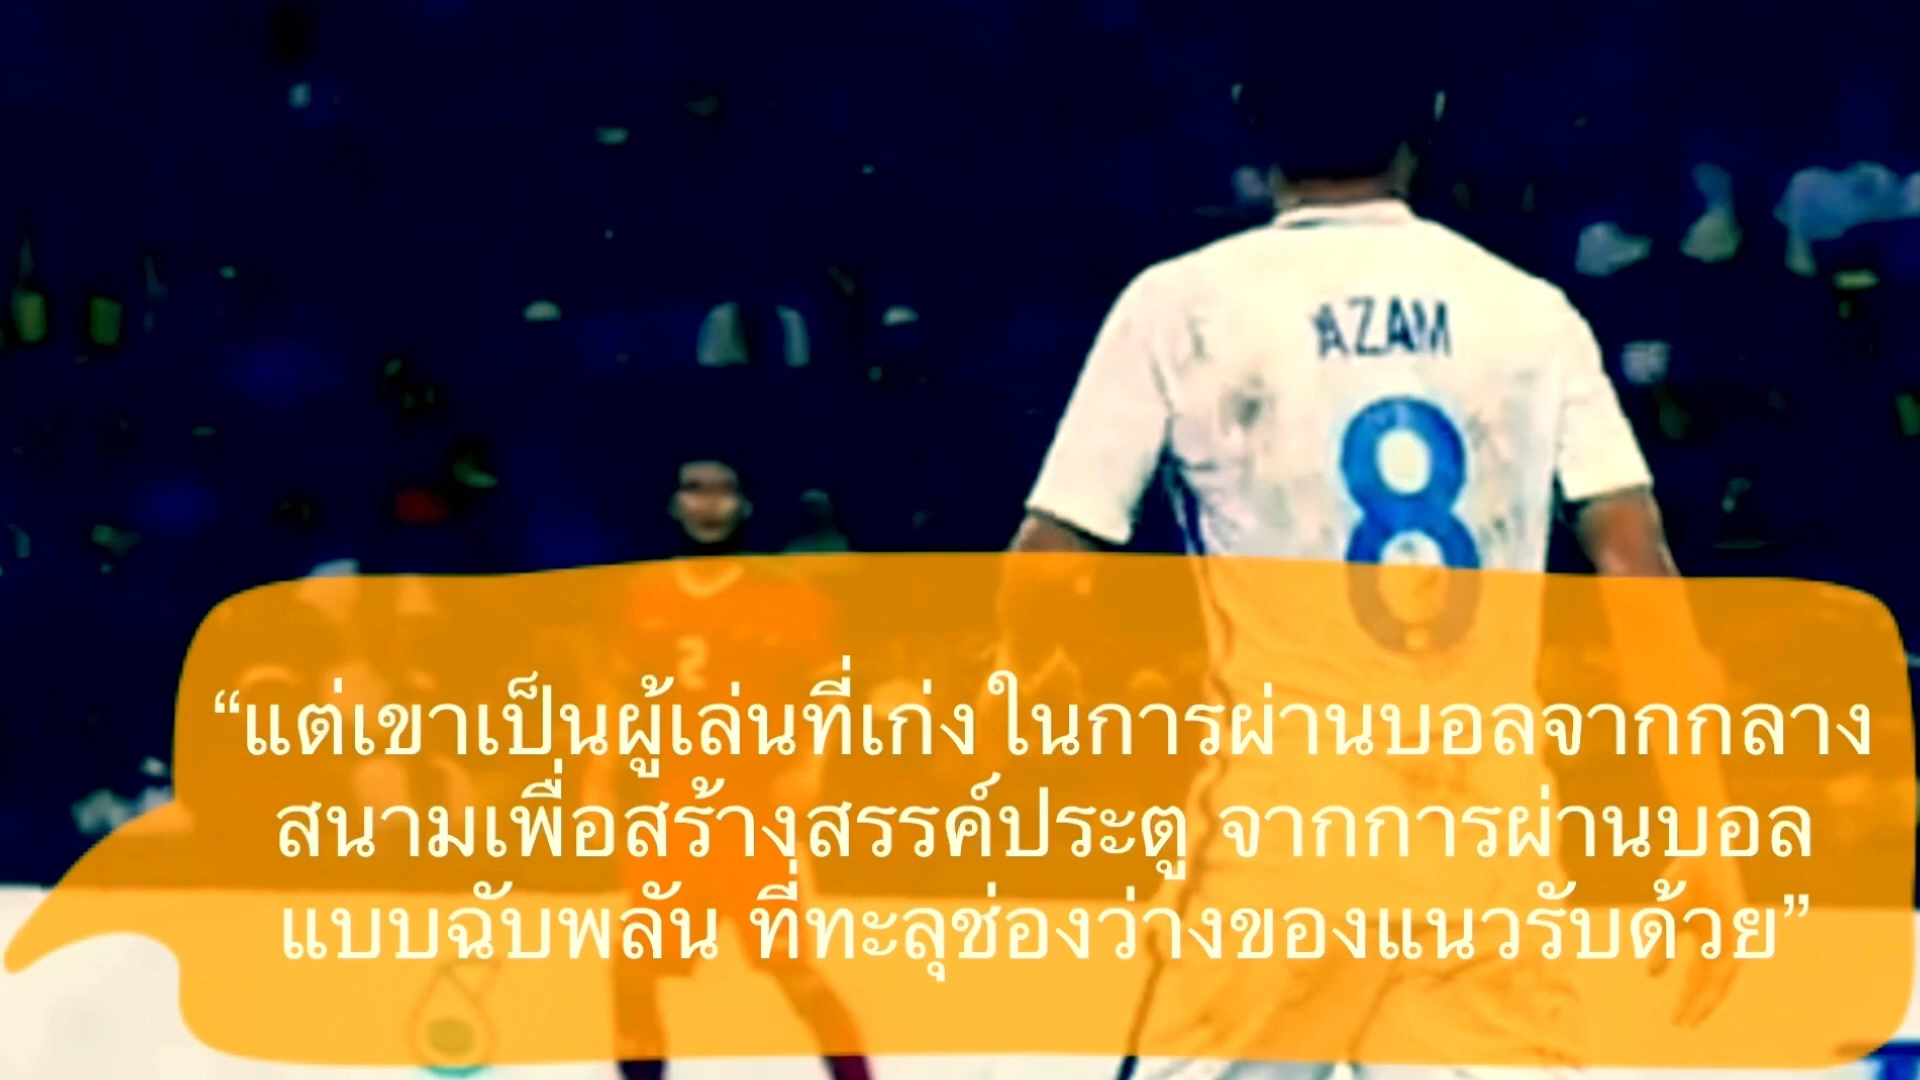 AZAM
8
2
“แต่เขาเป็นผู้เล่นที่เก่ง ในการผ่านบอลจากกลาง
สนามเพื่อสร้างสรรค์ประตู จากการผ่านบอล
แบบฉับพลัน ที่ทะลุช่องว่างของแนวรับด้วย”